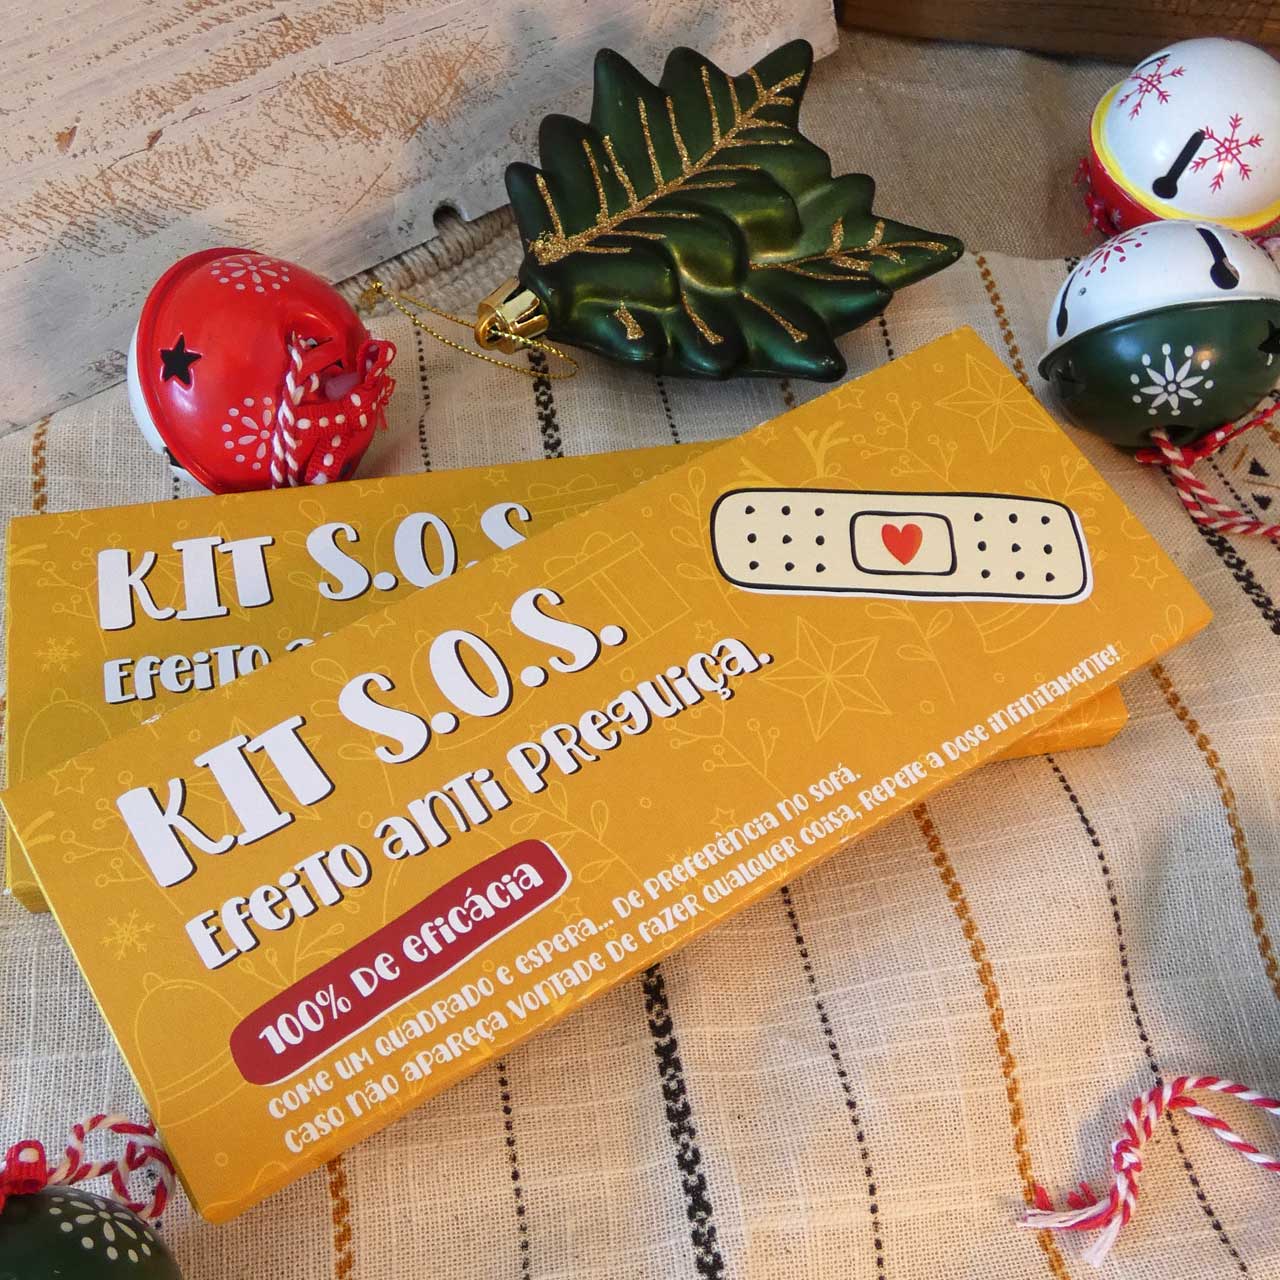 KIT S.O.S.
Efeito
KIT S.O.S.
Efeito anti preguiça.
100% de eficácia
come um quadrado e espera... de preferência no sofá.
caso não apareça vontade de fazer qualquer coisa, repete a dose infinitamente!